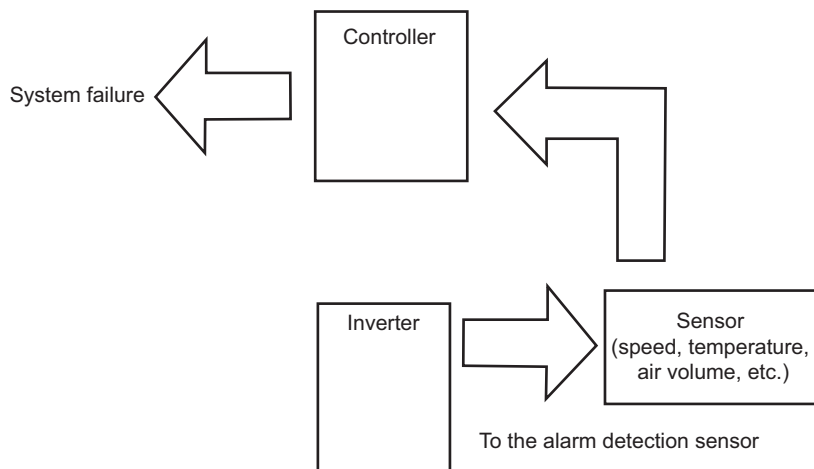 Controller
System failure
Inverter
Sensor
(speed, temperature,
air volume, etc.)
To the alarm detection sensor